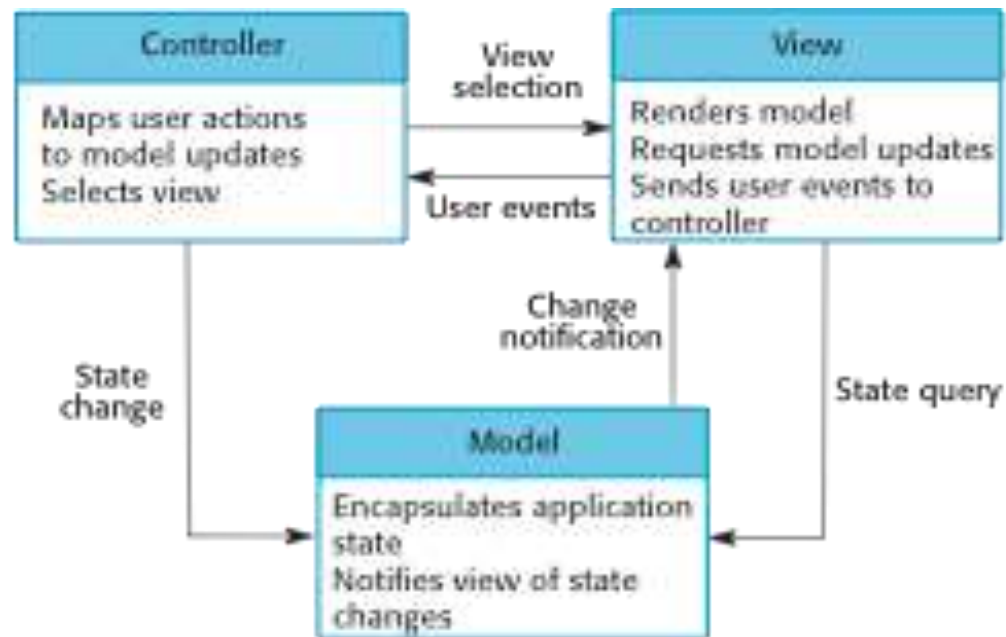 Controller
Maps user actions
to model updates
Selects view
View
selection
User events
View
Renders model
Requests model updates
Sends user events to
controller
State
change
Change
notification
State query
Model
Encapsulates application
state
Notifies view of state
changes